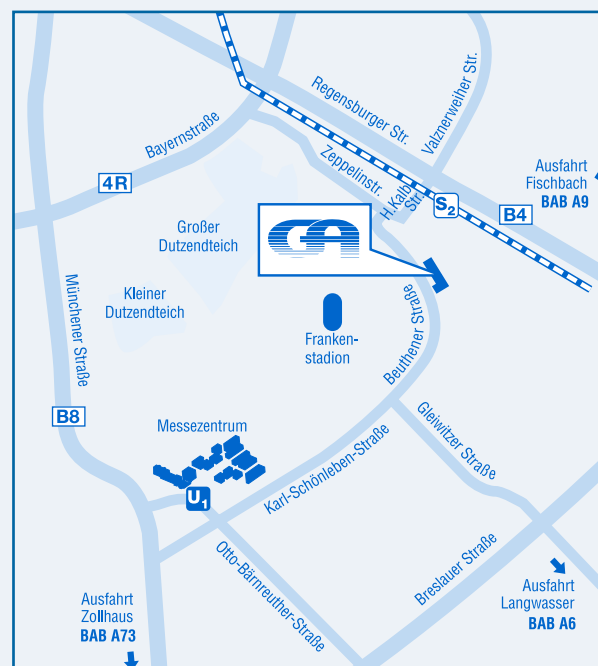 Regensburger Str.
Valznerweiher Str.
Bayernstraße
Zeppelinstr.
H.Kalb
Str.
4R
S2
B4
Ausfahrt
Fischbach
BAB A9
Großer
Dutzendteich
GA
Kleiner
Dutzendteich
Münchener Straße
Franken-
stadion
Beuthener Straße
B8
Messezentrum
U1
Karl-Schönleben-Straße
Gleiwitzer Straße
Otto-Bärnreuther-Straße
Breslauer Straße
Ausfahrt
Zollhaus
BAB A73
Ausfahrt
Langwasser
BAB A6